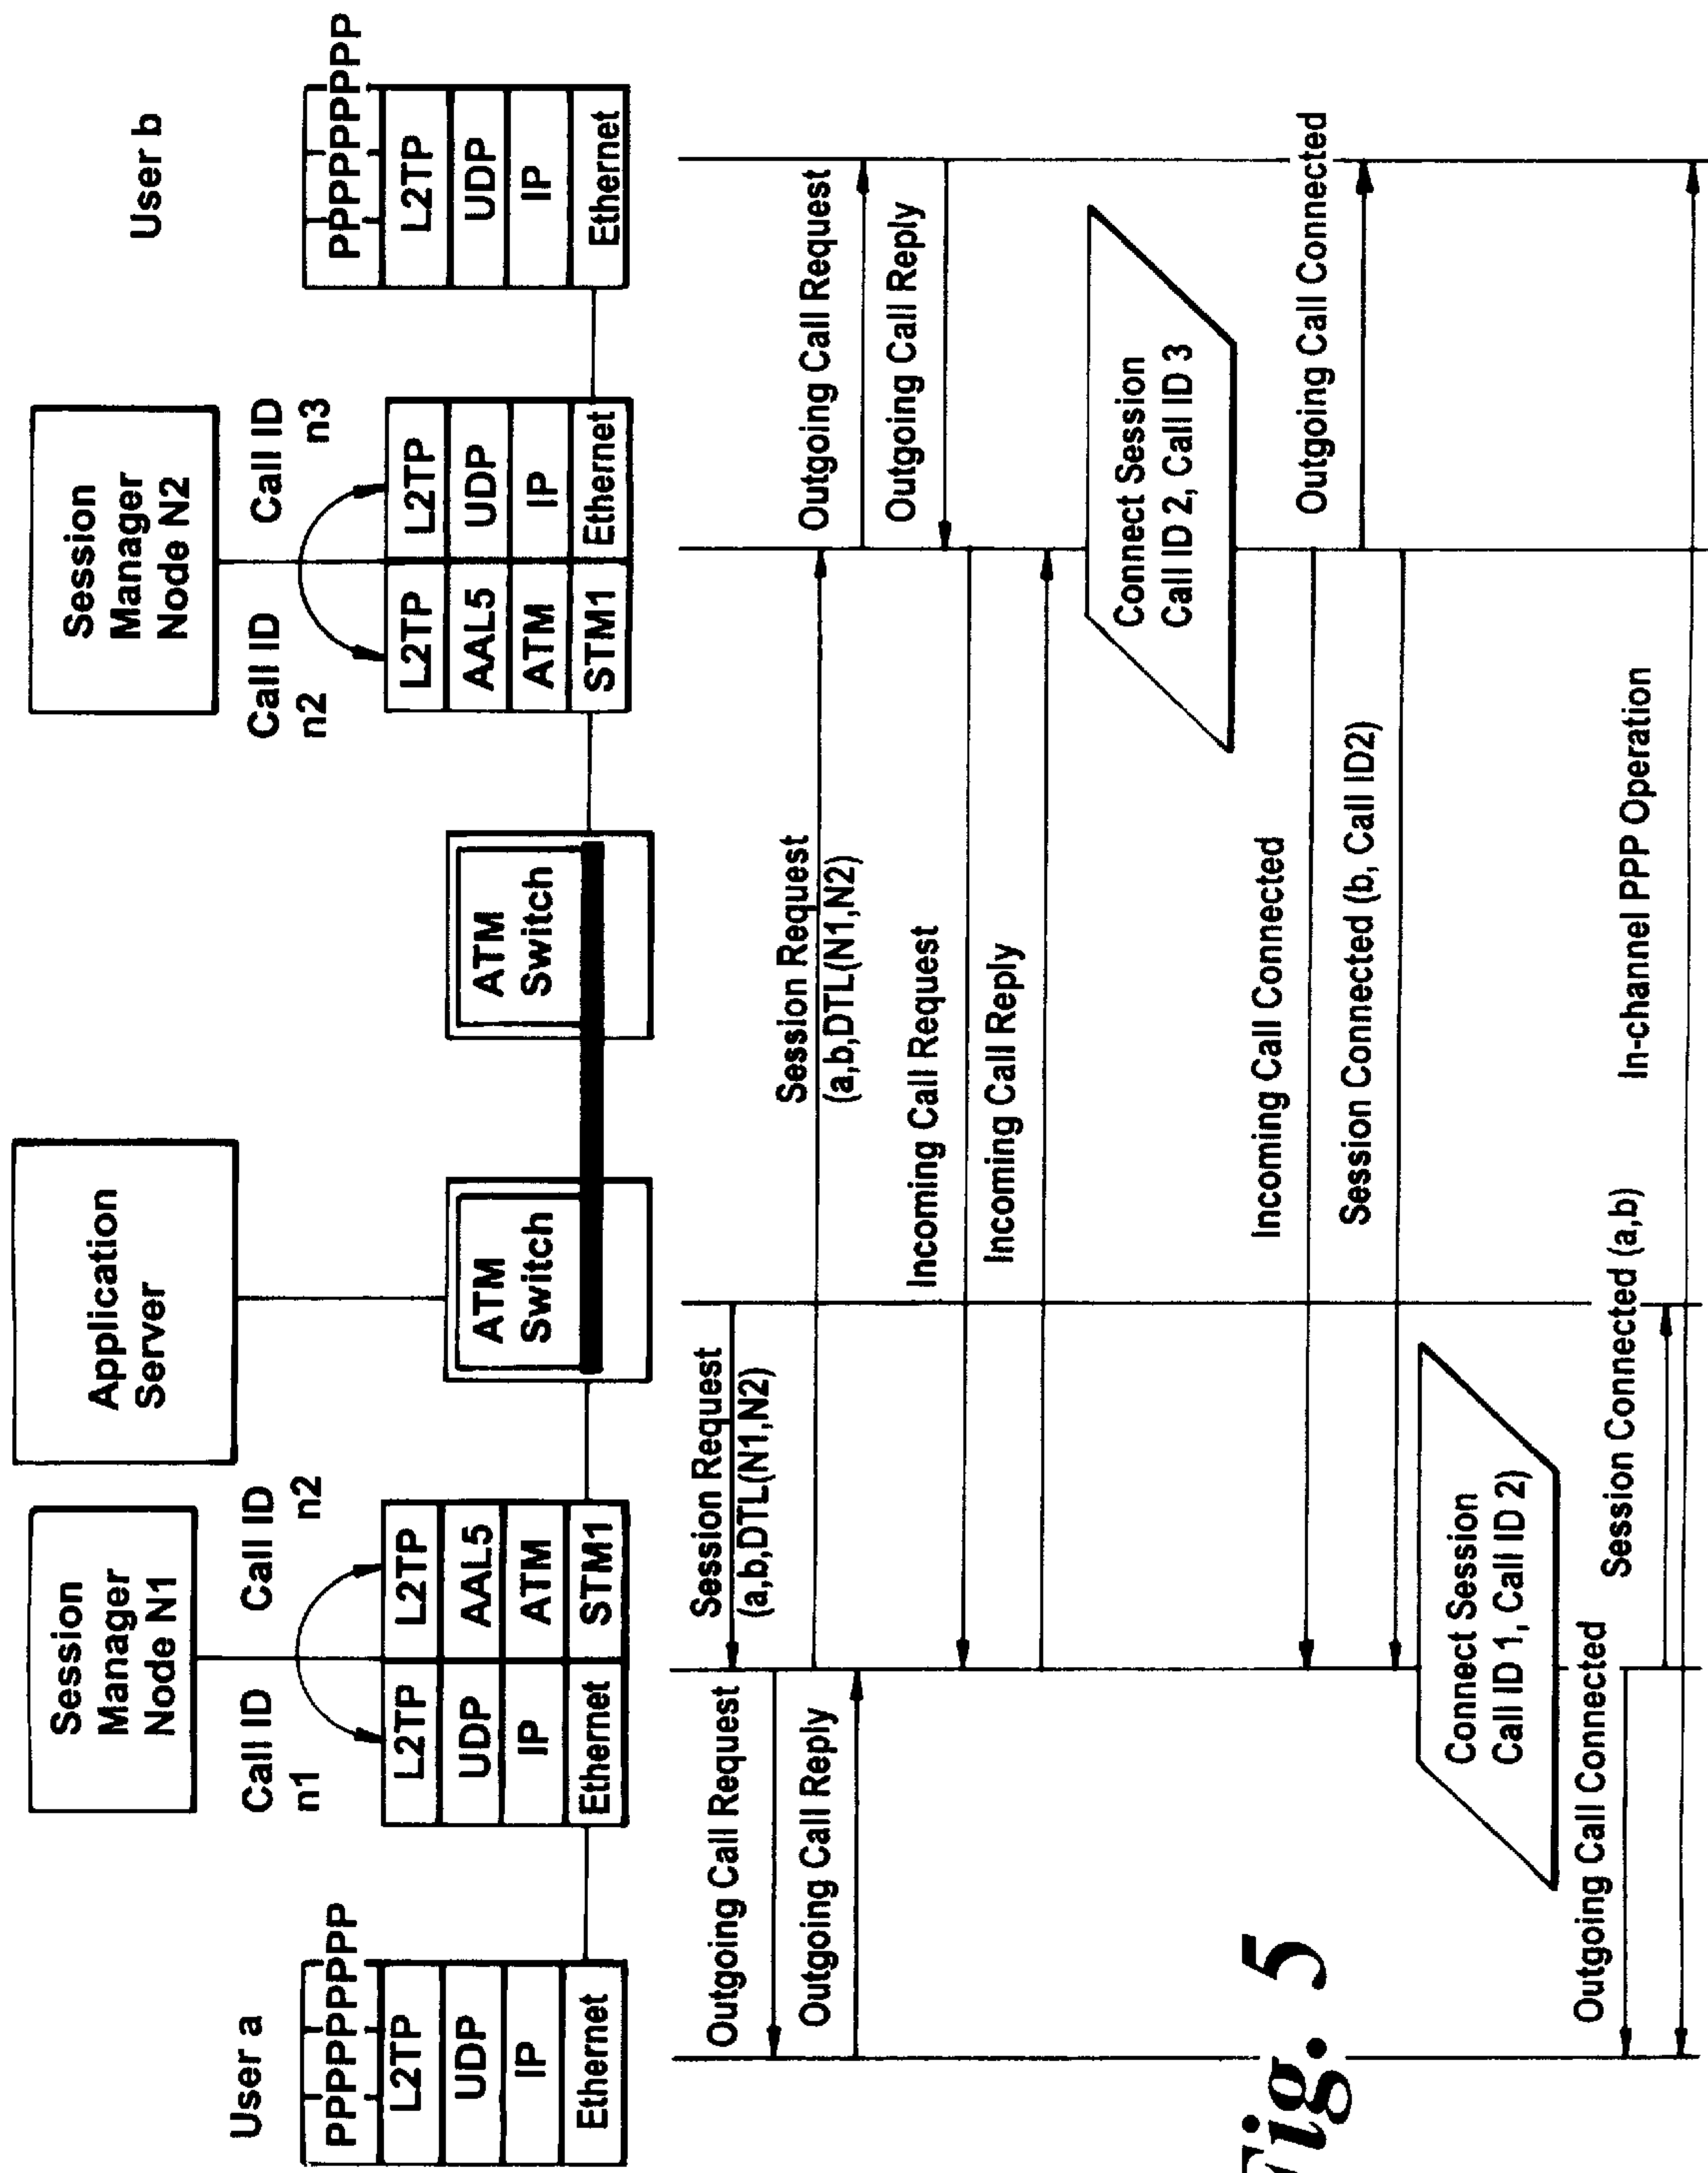 User a
PPPPPPPPP
L2TP
UDP
IP
Ethernet
Session
Manager
Node N1
Call ID
n1
Call ID
n2
L2TP
L2TP
UDP
AAL5
IP
ATM
Ethernet
STM1
Application
Server
ATM
Switch
ATM
Switch
Session
Manager
Node N2
Call ID
n2
Call ID
n3
L2TP
L2TP
AAL5
UDP
ATM
IP
STM1
Ethernet
User b
PPPPPPPPP
L2TP
UDP
IP
Ethernet
Session Request
(a,b,DTL(N1,N2)
Outgoing Call Request
Session Request
(a,b,DTL(N1,N2)
Outgoing Call Reply
Outgoing Call Request
Outgoing Call Reply
Incoming Call Request
Incoming Call Reply
Connect Session
Call ID 2, Call ID 3
Incoming Call Connected
Outgoing Call Connected
Session Connected (b, Call ID2)
Connect Session
Call ID 1, Call ID 2)
Outgoing Call Connected
Session Connected (a,b)
In-channel PPP Operation
Fig. 5